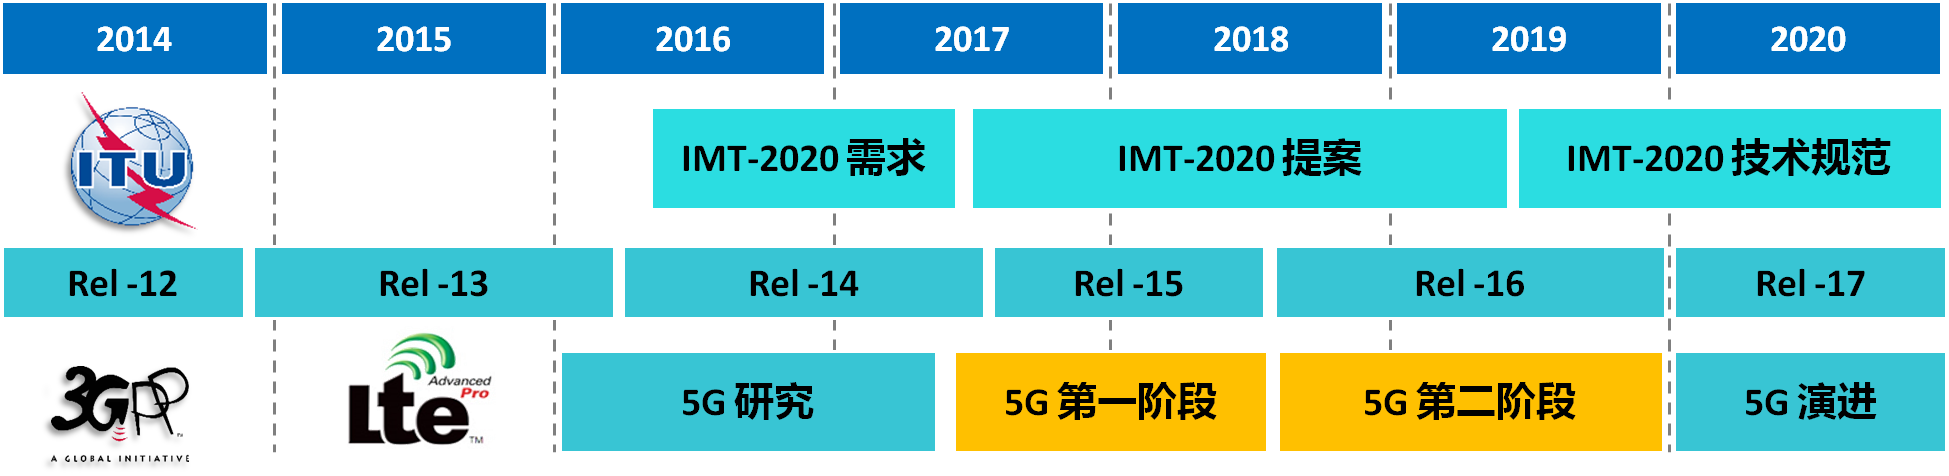 2014 2015 2016 2017 2018 2019 2020
ITU
IMT-2020 需求 IMT-2020 提案 IMT-2020 技术规范
Rel -12 Rel -13 Rel -14 Rel -15 Rel -16 Rel -17
3GPP
TM
A GLOBAL INITIATIVE
Lte
Advanced
Pro
TM
5G 研究 5G 第一阶段 5G 第二阶段 5G 演进